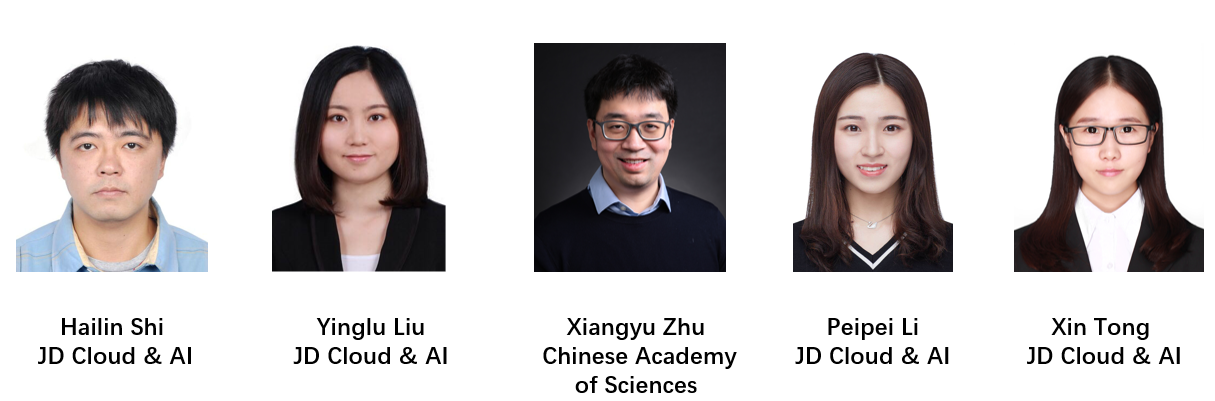 Hailin Shi
JD Cloud & AI
Yinglu Liu
JD Cloud & AI
Xiangyu Zhu
Chinese Academy
of Sciences
Peipei Li
JD Cloud & AI
Xin Tong
JD Cloud & AI